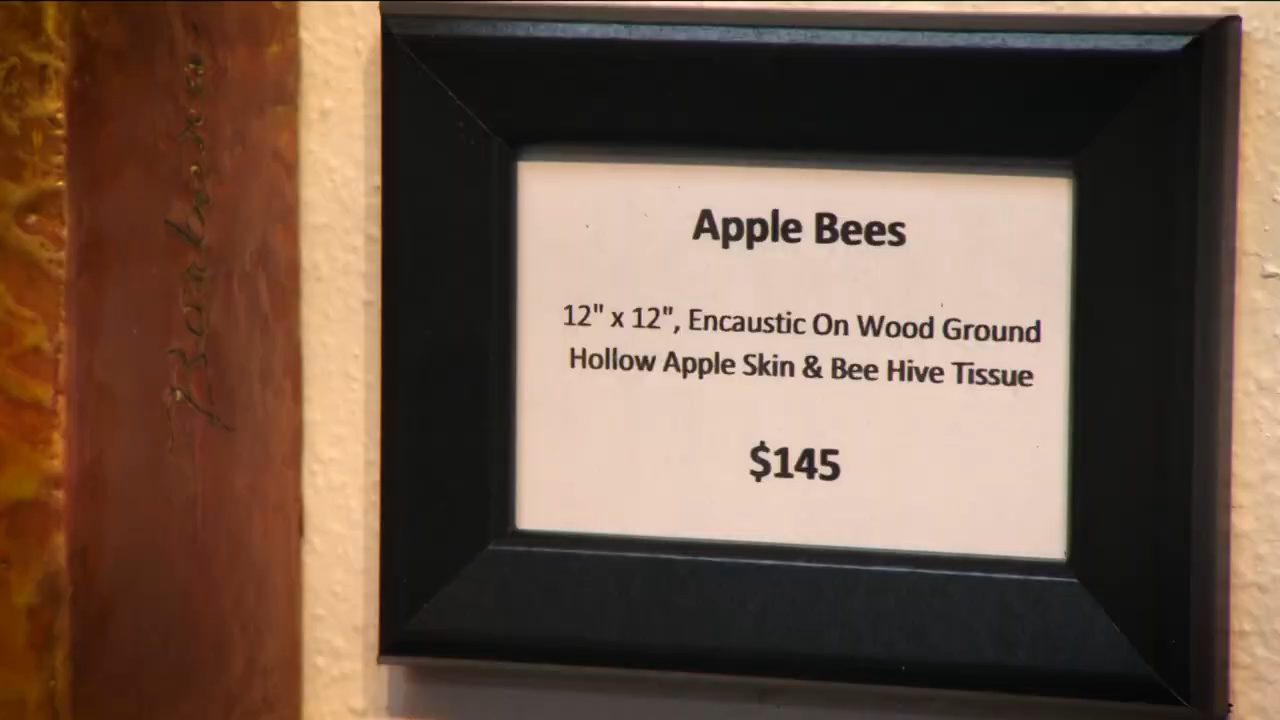 Apple Bees
12" x 12", Encaustic On Wood Ground
Hollow Apple Skin & Bee Hive Tissue
$145